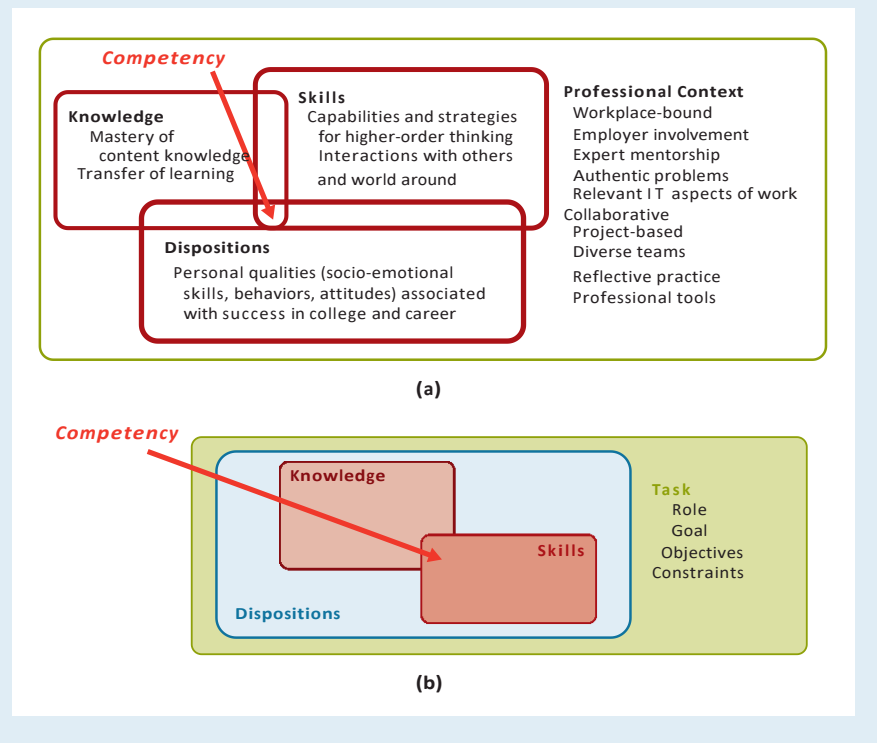 Competency
Knowledge
Mastery of
content knowledge
Transfer of learning
Skills
Capabilities and strategies
for higher-order thinking
Interactions with others
and world around
Dispositions
Personal qualities (socio-emotional
skills, behaviors, attitudes) associated
with success in college and career
Professional Context
Workplace-bound
Employer involvement
Expert mentorship
Authentic problems
Relevant IT aspects of work
Collaborative
Project-based
Diverse teams
Reflective practice
Professional tools
(a)
Competency
Knowledge
Skills
Dispositions
Task
Role
Goal
Objectives
Constraints
(b)